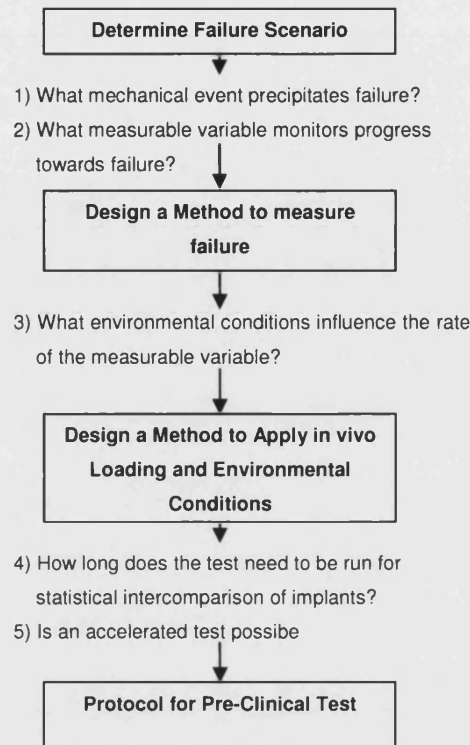 Determine Failure Scenario
1) What mechanical event precipitates failure?
2) What measurable variable monitors progress
towards failure?
Design a Method to measure
failure
3) What environmental conditions influence the rate
of the measurable variable?
Design a Method to Apply in vivo
Loading and Environmental
Conditions
4) How long does the test need to be run for
statistical intercomparison of implants?
5) Is an accelerated test possibe
Protocol for Pre-Clinical Test